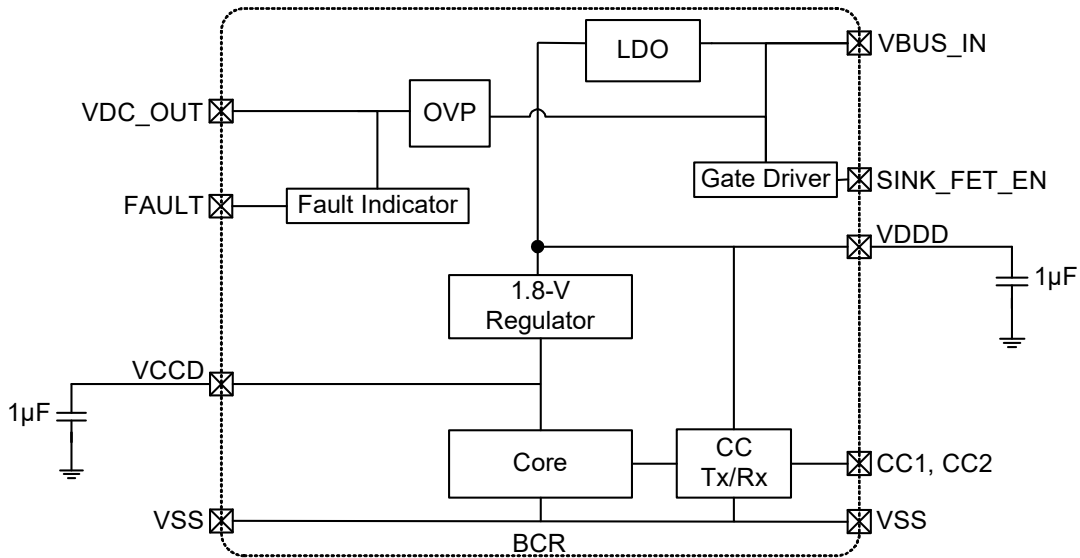 LDO
VBUS_IN
VDC_OUT
OVP
Gate Driver
SINK_FET_EN
FAULT
Fault Indicator
VDDD
1µF
1.8-V
Regulator
VCCD
1µF
Core
CC
Tx/Rx
CC1, CC2
VSS
VSS
BCR